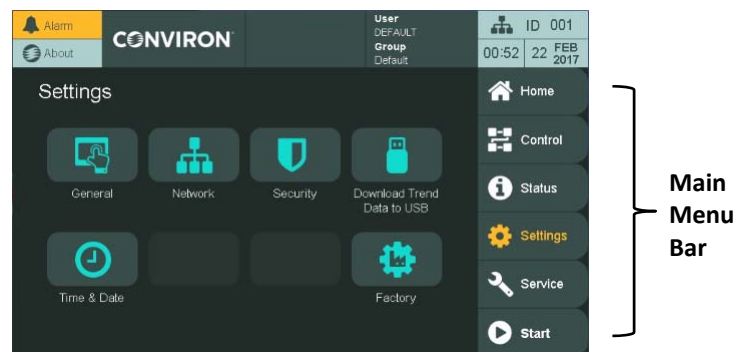 Alarm
About
CONVIRON
User
DEFAULT
Group
Default
ID 001
00:52 22 FEB
2017
Settings
General
Network
Security
Download Trend
Data to USB
Time & Date
Factory
Home
Control
Status
Settings
Service
Start
Main
Menu
Bar